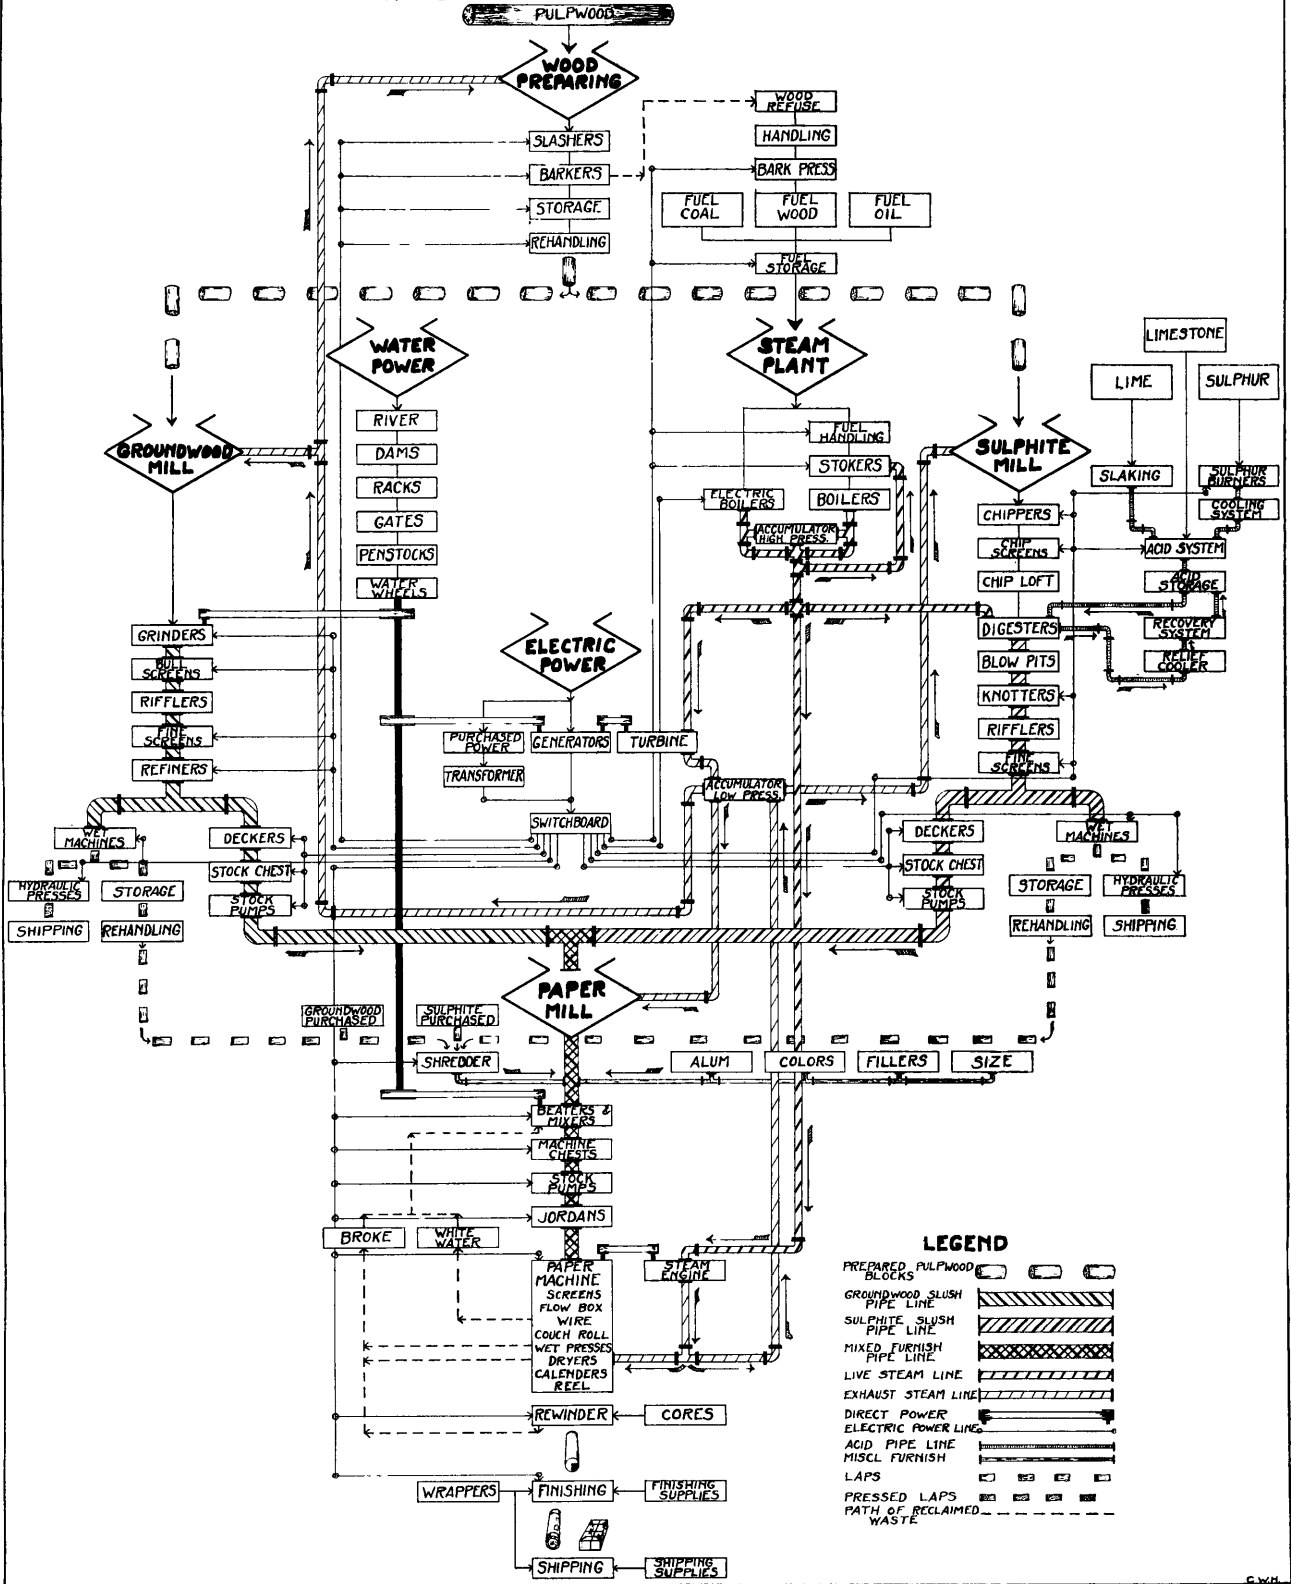 PULPWOOD
WOOD
PREPARING
SLASHERS
BARKERS
STORAGE
REHANDLING
WOOD
REFUSE
HANDLING
BARK PRESS
FUEL
COAL
FUEL
WOOD
FUEL
OIL
FUEL
STORAGE
WATER
POWER
RIVER
DAMS
RACKS
GATES
PENSTOCKS
WATER
WHEELS
STEAM
PLANT
FUEL
HANDLING
STOKERS
ELECTRIC
BOILERS
BOILERS
ACCUMULATOR
HIGH PRESS.
LIMESTONE
LIME
SULPHUR
SLAKING
SULPHUR
BURNERS
COOLING
SYSTEM
ACID SYSTEM
ACID
STORAGE
RECOVERY
SYSTEM
RELIEF
COOLER
GROUNDWOOD
MILL
GRINDERS
BULL
SCREENS
RIFFLERS
FINE
SCREENS
REFINERS
WET
MACHINES
DECKERS
STOCK CHEST
STOCK
PUMPS
HYDRAULIC
PRESSES
SHIPPING
STORAGE
REHANDLING
SULPHITE
MILL
CHIPPERS
CHIP
SCREENS
CHIP LOFT
DIGESTERS
BLOW PITS
KNOTTERS
RIFFLERS
FINE
SCREENS
DECKERS
STOCK CHEST
STOCK
PUMPS
WET
MACHINES
STORAGE
REHANDLING
HYDRAULIC
PRESSES
SHIPPING
ELECTRIC
POWER
PURCHASED
POWER
TRANSFORMER
GENERATORS
TURBINE
SWITCHBOARD
ACCUMULATOR
LOW PRESS.
PAPER
MILL
GROUNDWOOD
PURCHASED
SULPHITE
PURCHASED
SHREDDER
ALUM
COLORS
FILLERS
SIZE
BEATERS &
MIXERS
MACHINE
CHESTS
STOCK
PUMPS
JORDANS
BROKE
WHITE
WATER
PAPER
MACHINE
SCREENS
FLOW BOX
WIRE
COUCH ROLL
WET PRESSES
DRYERS
CALENDERS
REEL
STEAM
ENGINE
REWINDER
CORES
WRAPPERS
FINISHING
FINISHING
SUPPLIES
SHIPPING
SHIPPING
SUPPLIES
LEGEND
PREPARED PULPWOOD
BLOCKS
GROUNDWOOD SLUSH
PIPE LINE
SULPHITE SLUSH
PIPE LINE
MIXED FURNISH
PIPE LINE
LIVE STEAM LINE
EXHAUST STEAM LINE
DIRECT POWER
ELECTRIC POWER LINE
ACID PIPE LINE
MISCL FURNISH
LAPS
PRESSED LAPS
PATH OF RECLAIMED
WASTE
C.W.H.